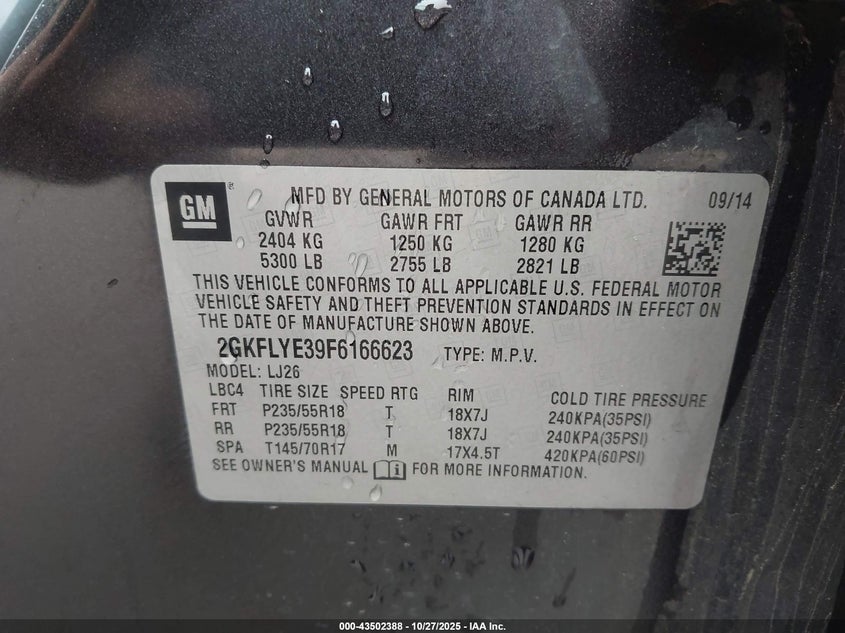 GM ® MFD BY GENERAL MOTORS OF CANADA LTD. 09/14
GVWR GAWR FRT GAWR RR
2404 KG 1250 KG 1280 KG
5300 LB 2755 LB 2821 LB
THIS VEHICLE CONFORMS TO ALL APPLICABLE U.S. FEDERAL MOTOR
VEHICLE SAFETY AND THEFT PREVENTION STANDARDS IN EFFECT ON
THE DATE OF MANUFACTURE SHOWN ABOVE.
2GKFLYE39F6166623 TYPE: M.P.V.
MODEL: LJ26
LBC4 TIRE SIZE SPEED RTG RIM COLD TIRE PRESSURE
FRT P235/55R18 T 18X7J 240KPA(35PSI)
RR P235/55R18 T 18X7J 240KPA(35PSI)
SPA T145/70R17 M 17X4.5T 420KPA(60PSI)
SEE OWNER'S MANUAL FOR MORE INFORMATION.
000-43502388 - 10/27/2025 - IAA Inc.